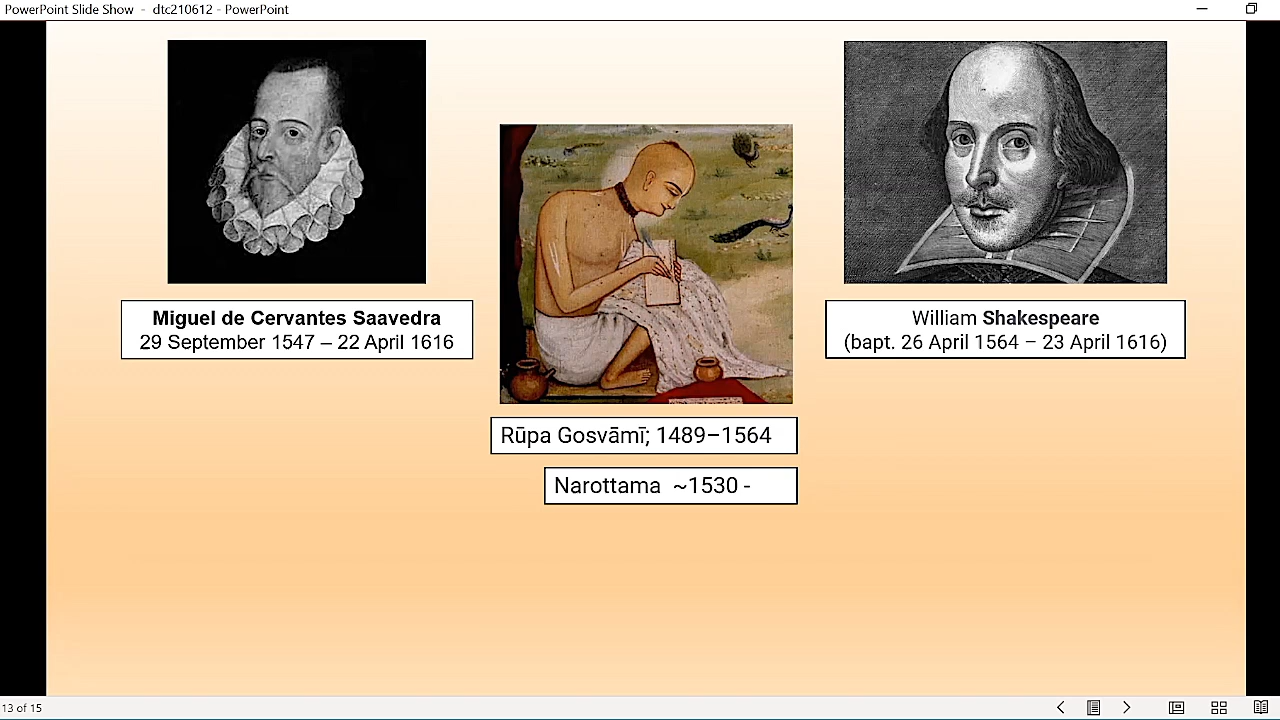 PowerPoint Slide Show - dtc210612 - PowerPoint
Miguel de Cervantes Saavedra
29 September 1547 – 22 April 1616
William Shakespeare
(bapt. 26 April 1564 – 23 April 1616)
Rūpa Gosvāmī; 1489–1564
Narottama ~1530 -
13 of 15